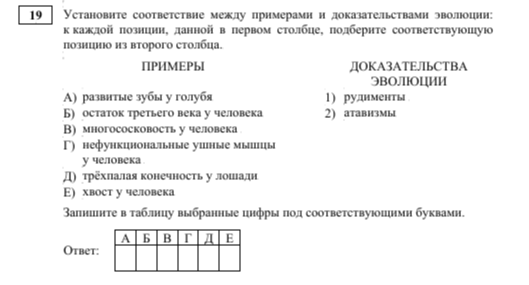 19
Установите соответствие между примерами и доказательствами эволюции:
к каждой позиции, данной в первом столбце, подберите соответствующую
позицию из второго столбца.
ПРИМЕРЫ
А) развитые зубы у голубя
Б) остаток третьего века у человека
В) многососковость у человека
Г) нефункциональные ушные мышцы
у человека
Д) трёхпалая конечность у лошади
Е) хвост у человека
ДОКАЗАТЕЛЬСТВА
ЭВОЛЮЦИИ
1) рудименты
2) атавизмы
Запишите в таблицу выбранные цифры под соответствующими буквами.
Ответ:
А Б В Г Д Е